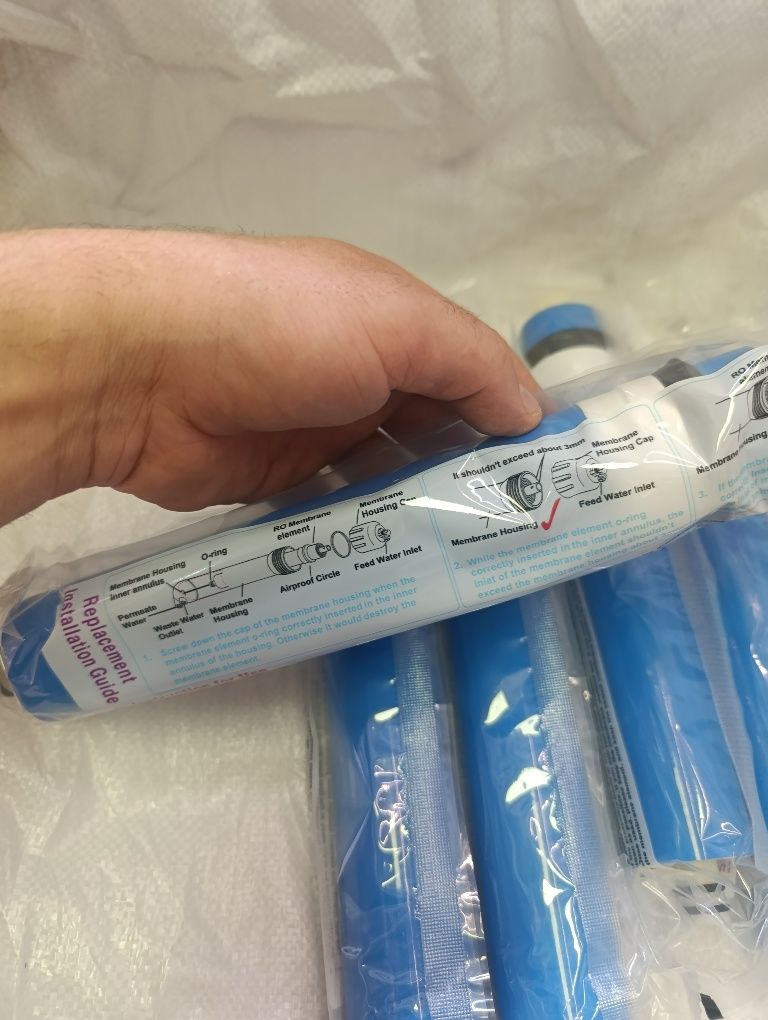 Replacement
Installation Guide
Membrane Housing
inner annulus
O-ring
RO Membrane
element
Membrane
Housing Cap
Permeate
Water
Waste Water
Outlet
Membrane
Housing
Airproof Circle
Feed Water Inlet
1. Screw down the cap of the membrane housing when the
membrane element o-ring correctly inserted in the inner
annulus of the housing. Otherwise it would destroy the
membrane element.
It shouldn't exceed about 3mm
Membrane
Housing Cap
Membrane Housing
Feed Water Inlet
2. While the membrane element o-ring
correctly inserted in the inner annulus, the
inlet of the membrane element shouldn't
exceed the membrane housing
RO
Membrane
3. If